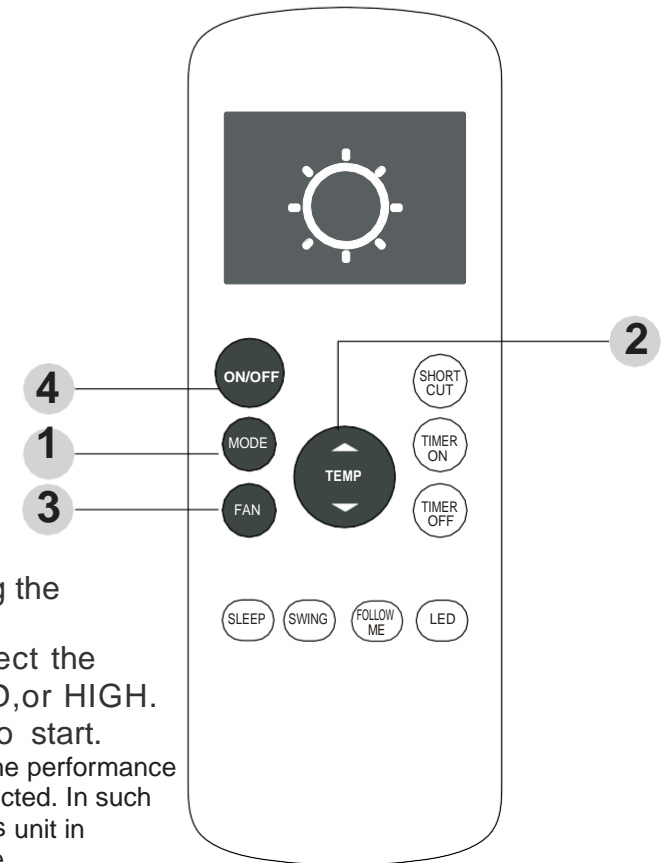 ON/OFF
SHORT
CUT
2
4
MODE
TEMP
TIMER
ON
1
FAN
TIMER
OFF
3
SLEEP
SWING
FOLLOW
ME
LED
the
ect the
,or HIGH.
start.
performance
cted. In such
unit in